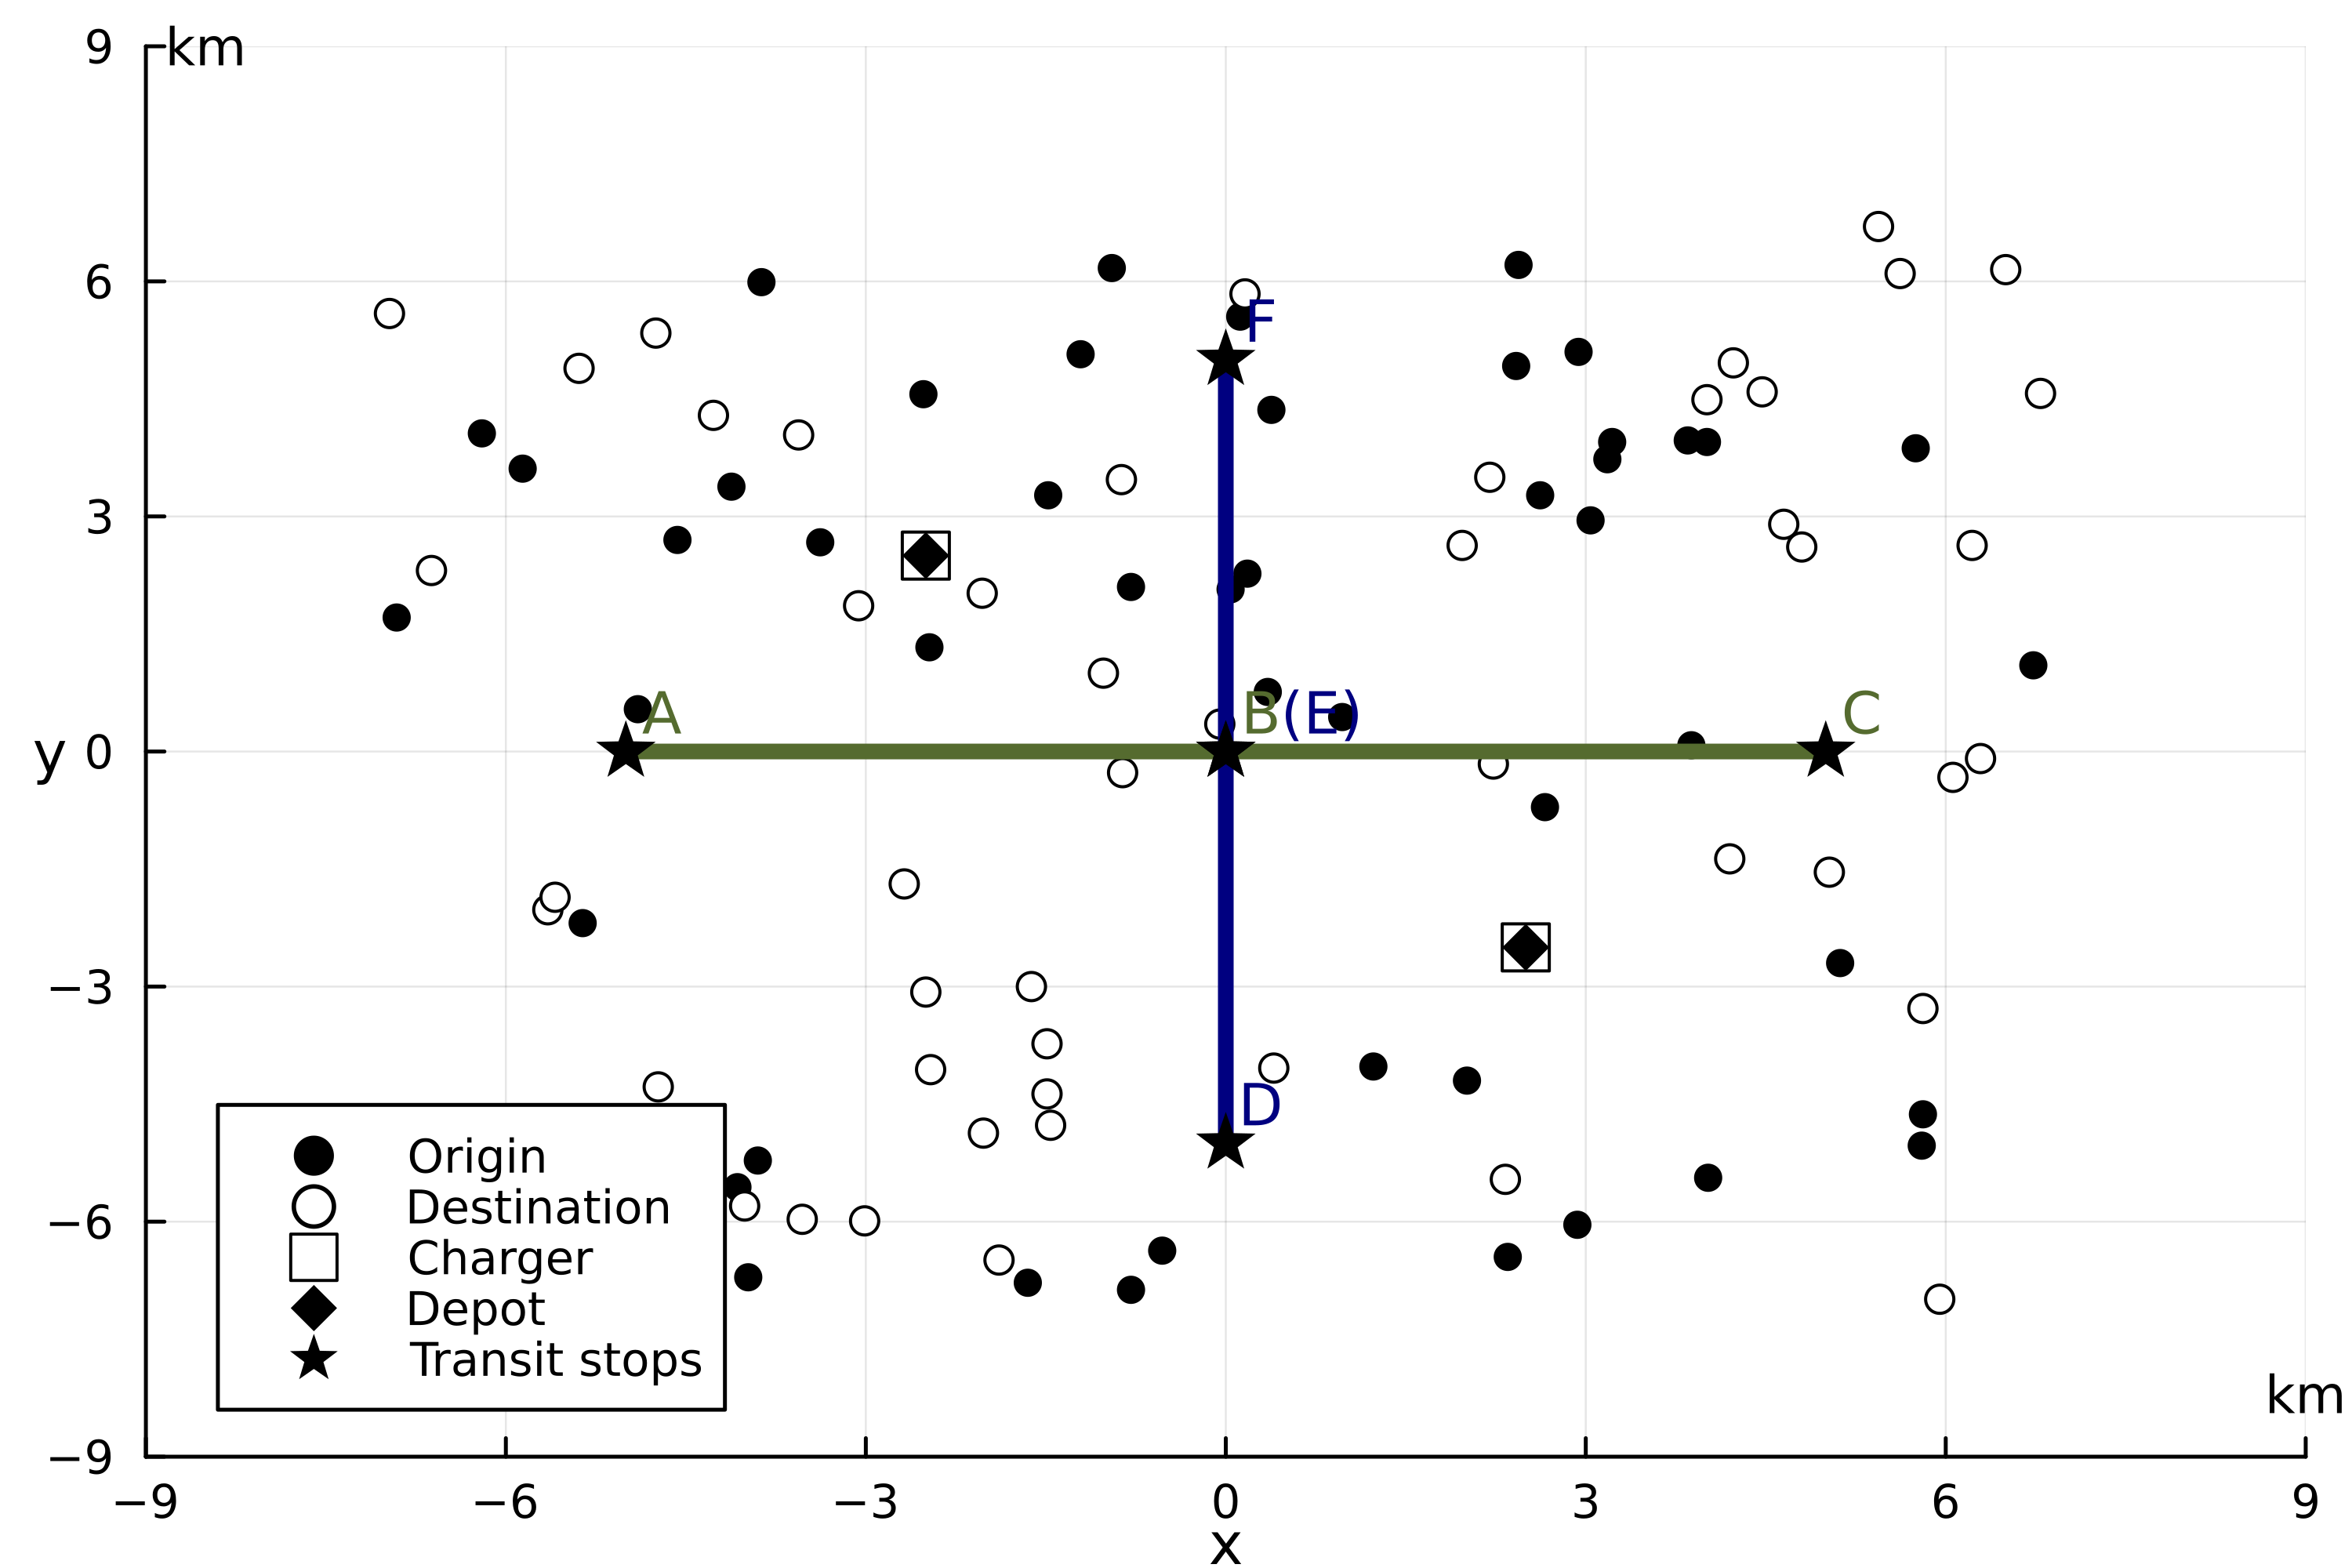 9 km
6
3
y 0
−3
−6
−9
F
A
B(E)
C
D
Origin
Destination
Charger
Depot
Transit stops
km
−9 −6 −3 0 3 6 9
x